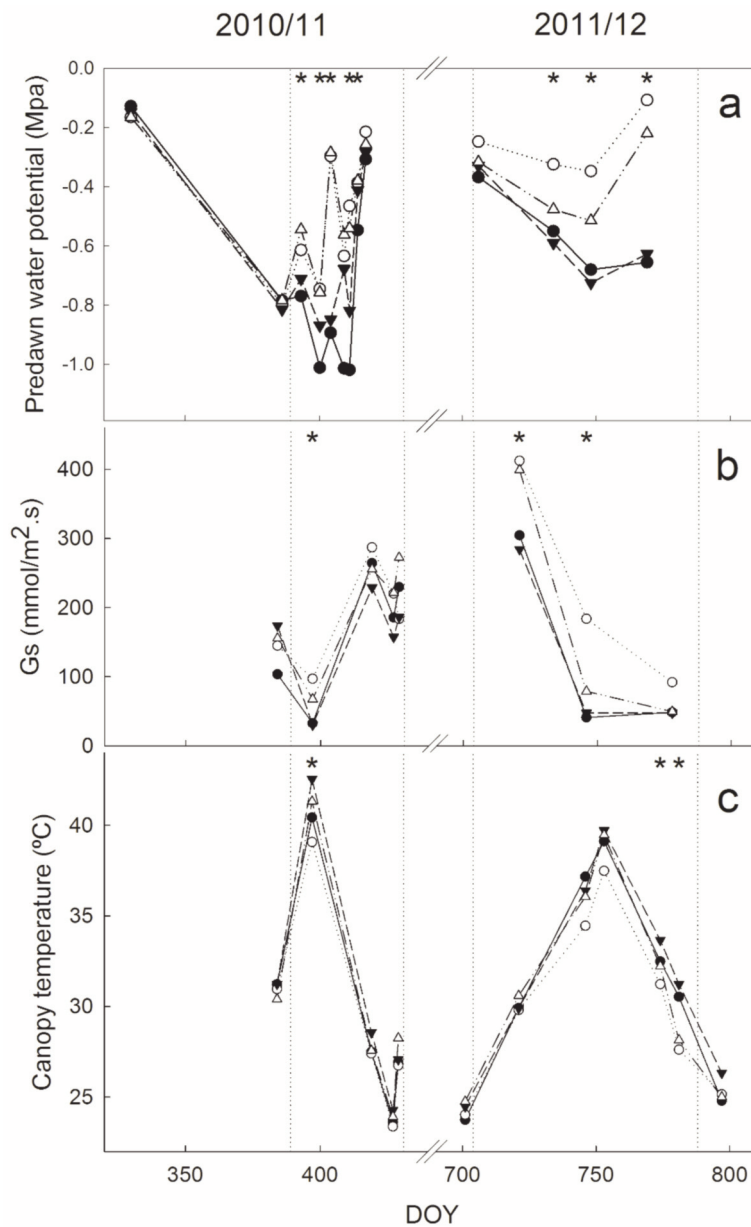 2010/11 2011/12
* * * * * * * *
0.0
a
-0.2
-0.4
-0.6
-0.8
-1.0
Predawn water potential (Mpa)
* * *
b
400
300
200
100
0
Gs (mmol/m².s)
* * *
c
40
35
30
25
Canopy temperature (ºC)
350 400 700 750 800
DOY